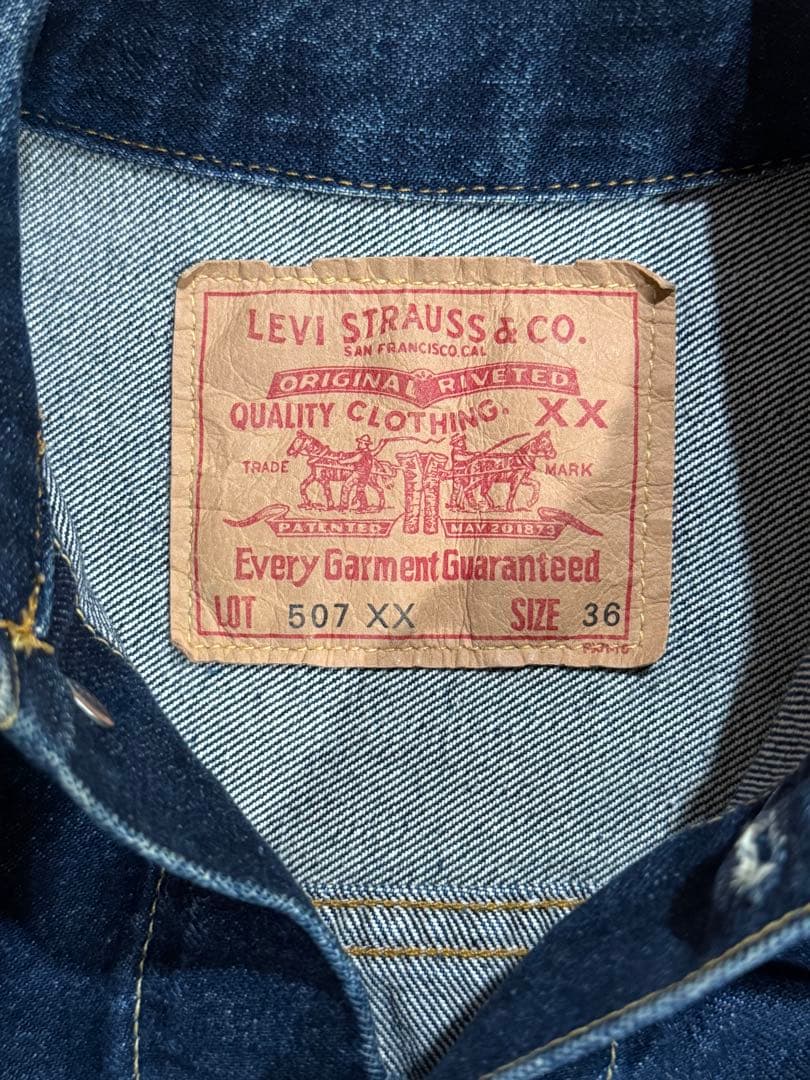 LEVI STRAUSS & CO.
SAN FRANCISCO.CAL
ORIGINAL RIVETED
QUALITY CLOTHING. XX
TRADE MARK
PATENTED MAY 20 1873
Every Garment Guaranteed
LOT 507 XX SIZE 36